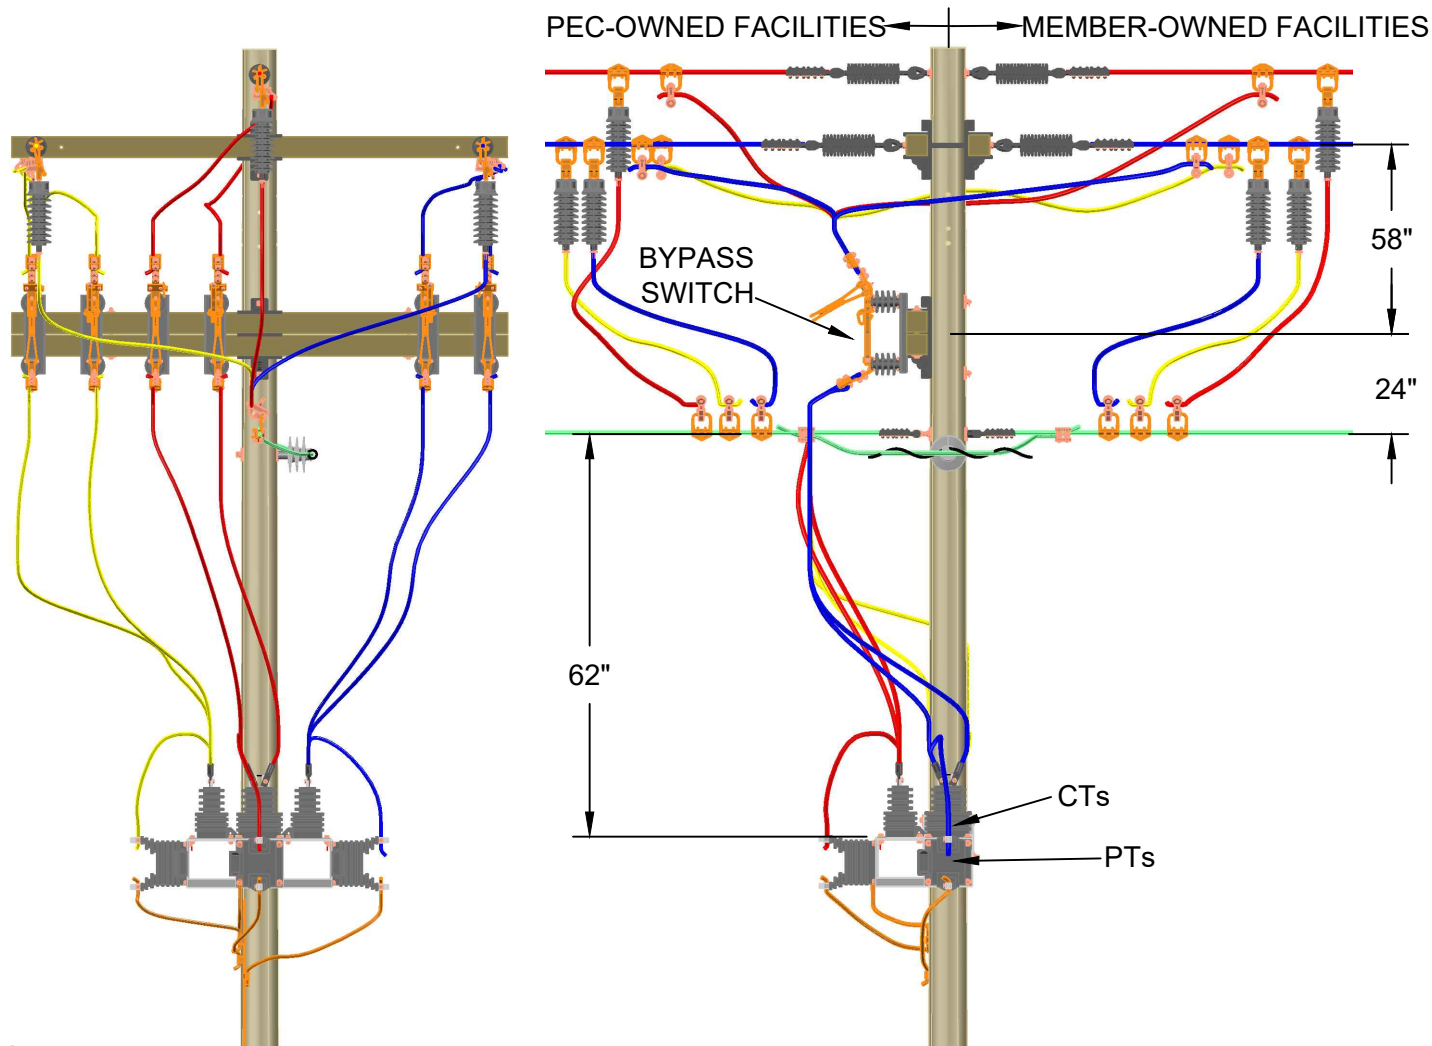 PEC-OWNED FACILITIES
MEMBER-OWNED FACILITIES
BYPASS
SWITCH
58"
24"
62"
CTs
PTs